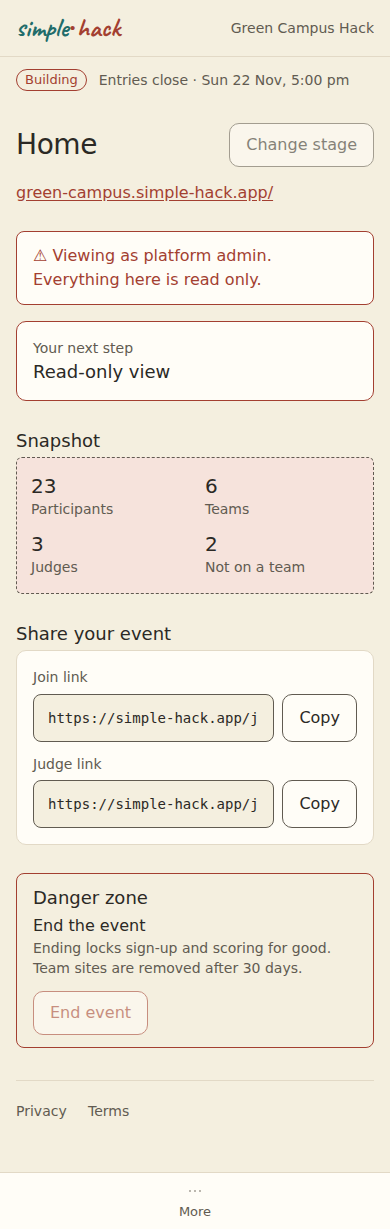 simple·hack
Green Campus Hack
Building
Entries close · Sun 22 Nov, 5:00 pm
Home
Change stage
green-campus.simple-hack.app/
⚠ Viewing as platform admin.
Everything here is read only.
Your next step
Read-only view
Snapshot
23
6
Participants
Teams
3
2
Judges
Not on a team
Share your event
Join link
https://simple-hack.app/j
Copy
Judge link
https://simple-hack.app/j
Copy
Danger zone
End the event
Ending locks sign-up and scoring for good.
Team sites are removed after 30 days.
End event
Privacy
Terms
...
More